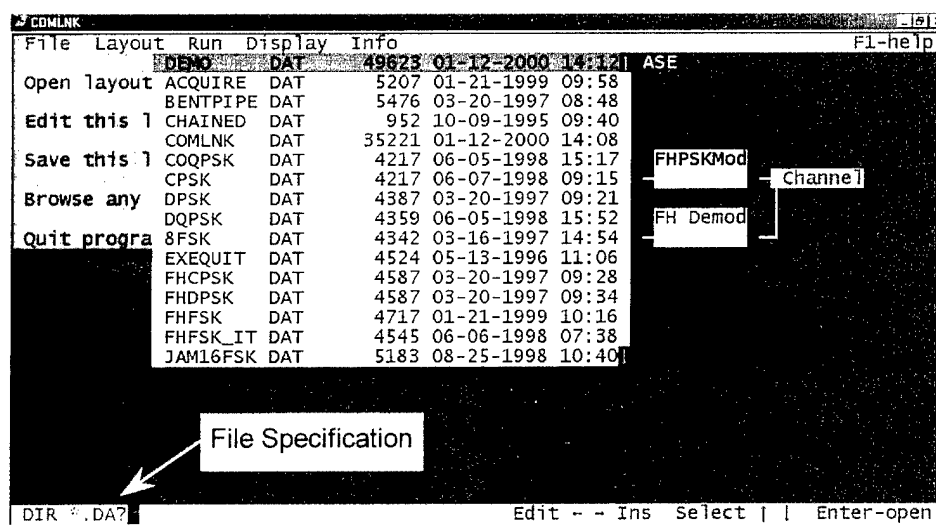 COMLNK
File Layout Run Display Info F1-help
DEMO DAT 49623 01-12-2000 14:12 ASE
Open layout ACQUIRE DAT 5207 01-21-1999 09:58
BENTPIPE DAT 5476 03-20-1997 08:48
Edit this l CHAINED DAT 952 10-09-1995 09:40
COMLNK DAT 35221 01-12-2000 14:08
Save this l COQPSK DAT 4217 06-05-1998 15:17 FHPSKMod
CPSK DAT 4217 06-07-1998 09:15 Channel
Browse any DPSK DAT 4387 03-20-1997 09:21
DQPSK DAT 4359 06-05-1998 15:52 FH Demod
Quit progra 8FSK DAT 4342 03-16-1997 14:54
EXEQUIT DAT 4524 05-13-1996 11:06
FHCPSK DAT 4587 03-20-1997 09:28
FHDPSK DAT 4587 03-20-1997 09:34
FHFSK DAT 4717 01-21-1999 10:16
FHFSK_IT DAT 4545 06-06-1998 07:38
JAM16FSK DAT 5183 08-25-1998 10:40
File Specification
DIR *.DA? Edit ← → Ins Select | | Enter-open